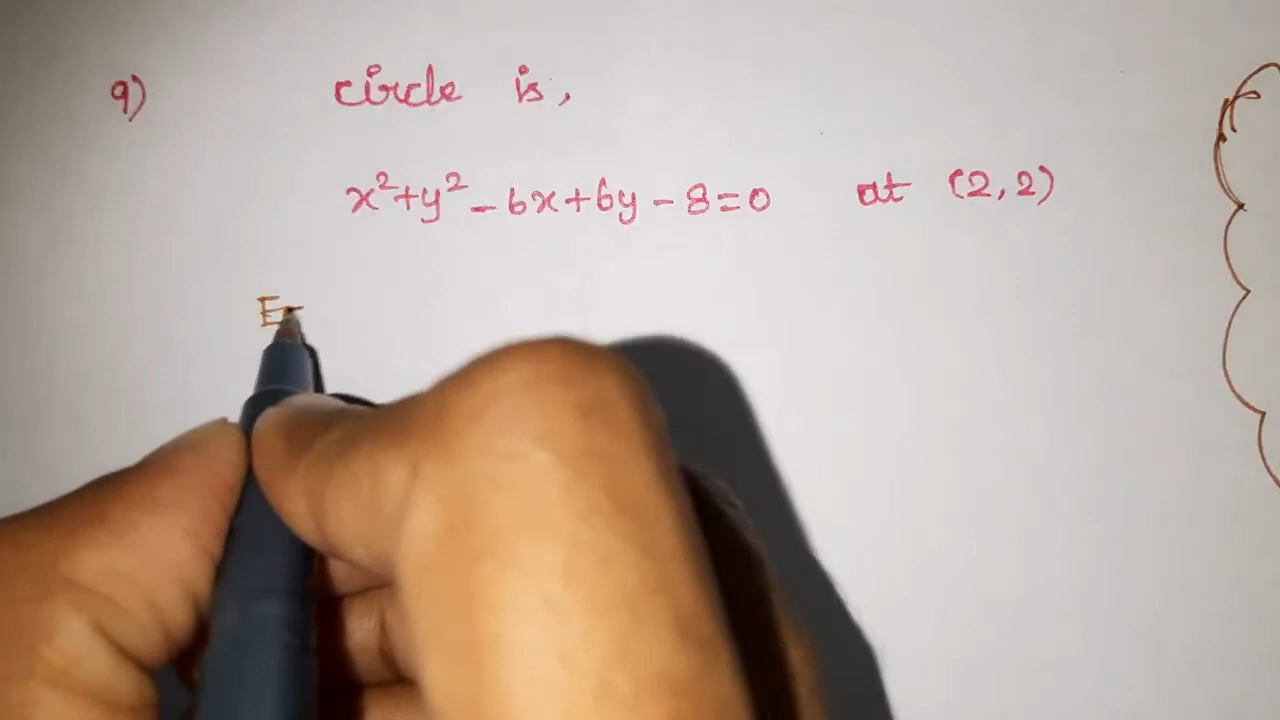 9) circle is,
x²+y²-6x+6y-8=0 at (2,2)